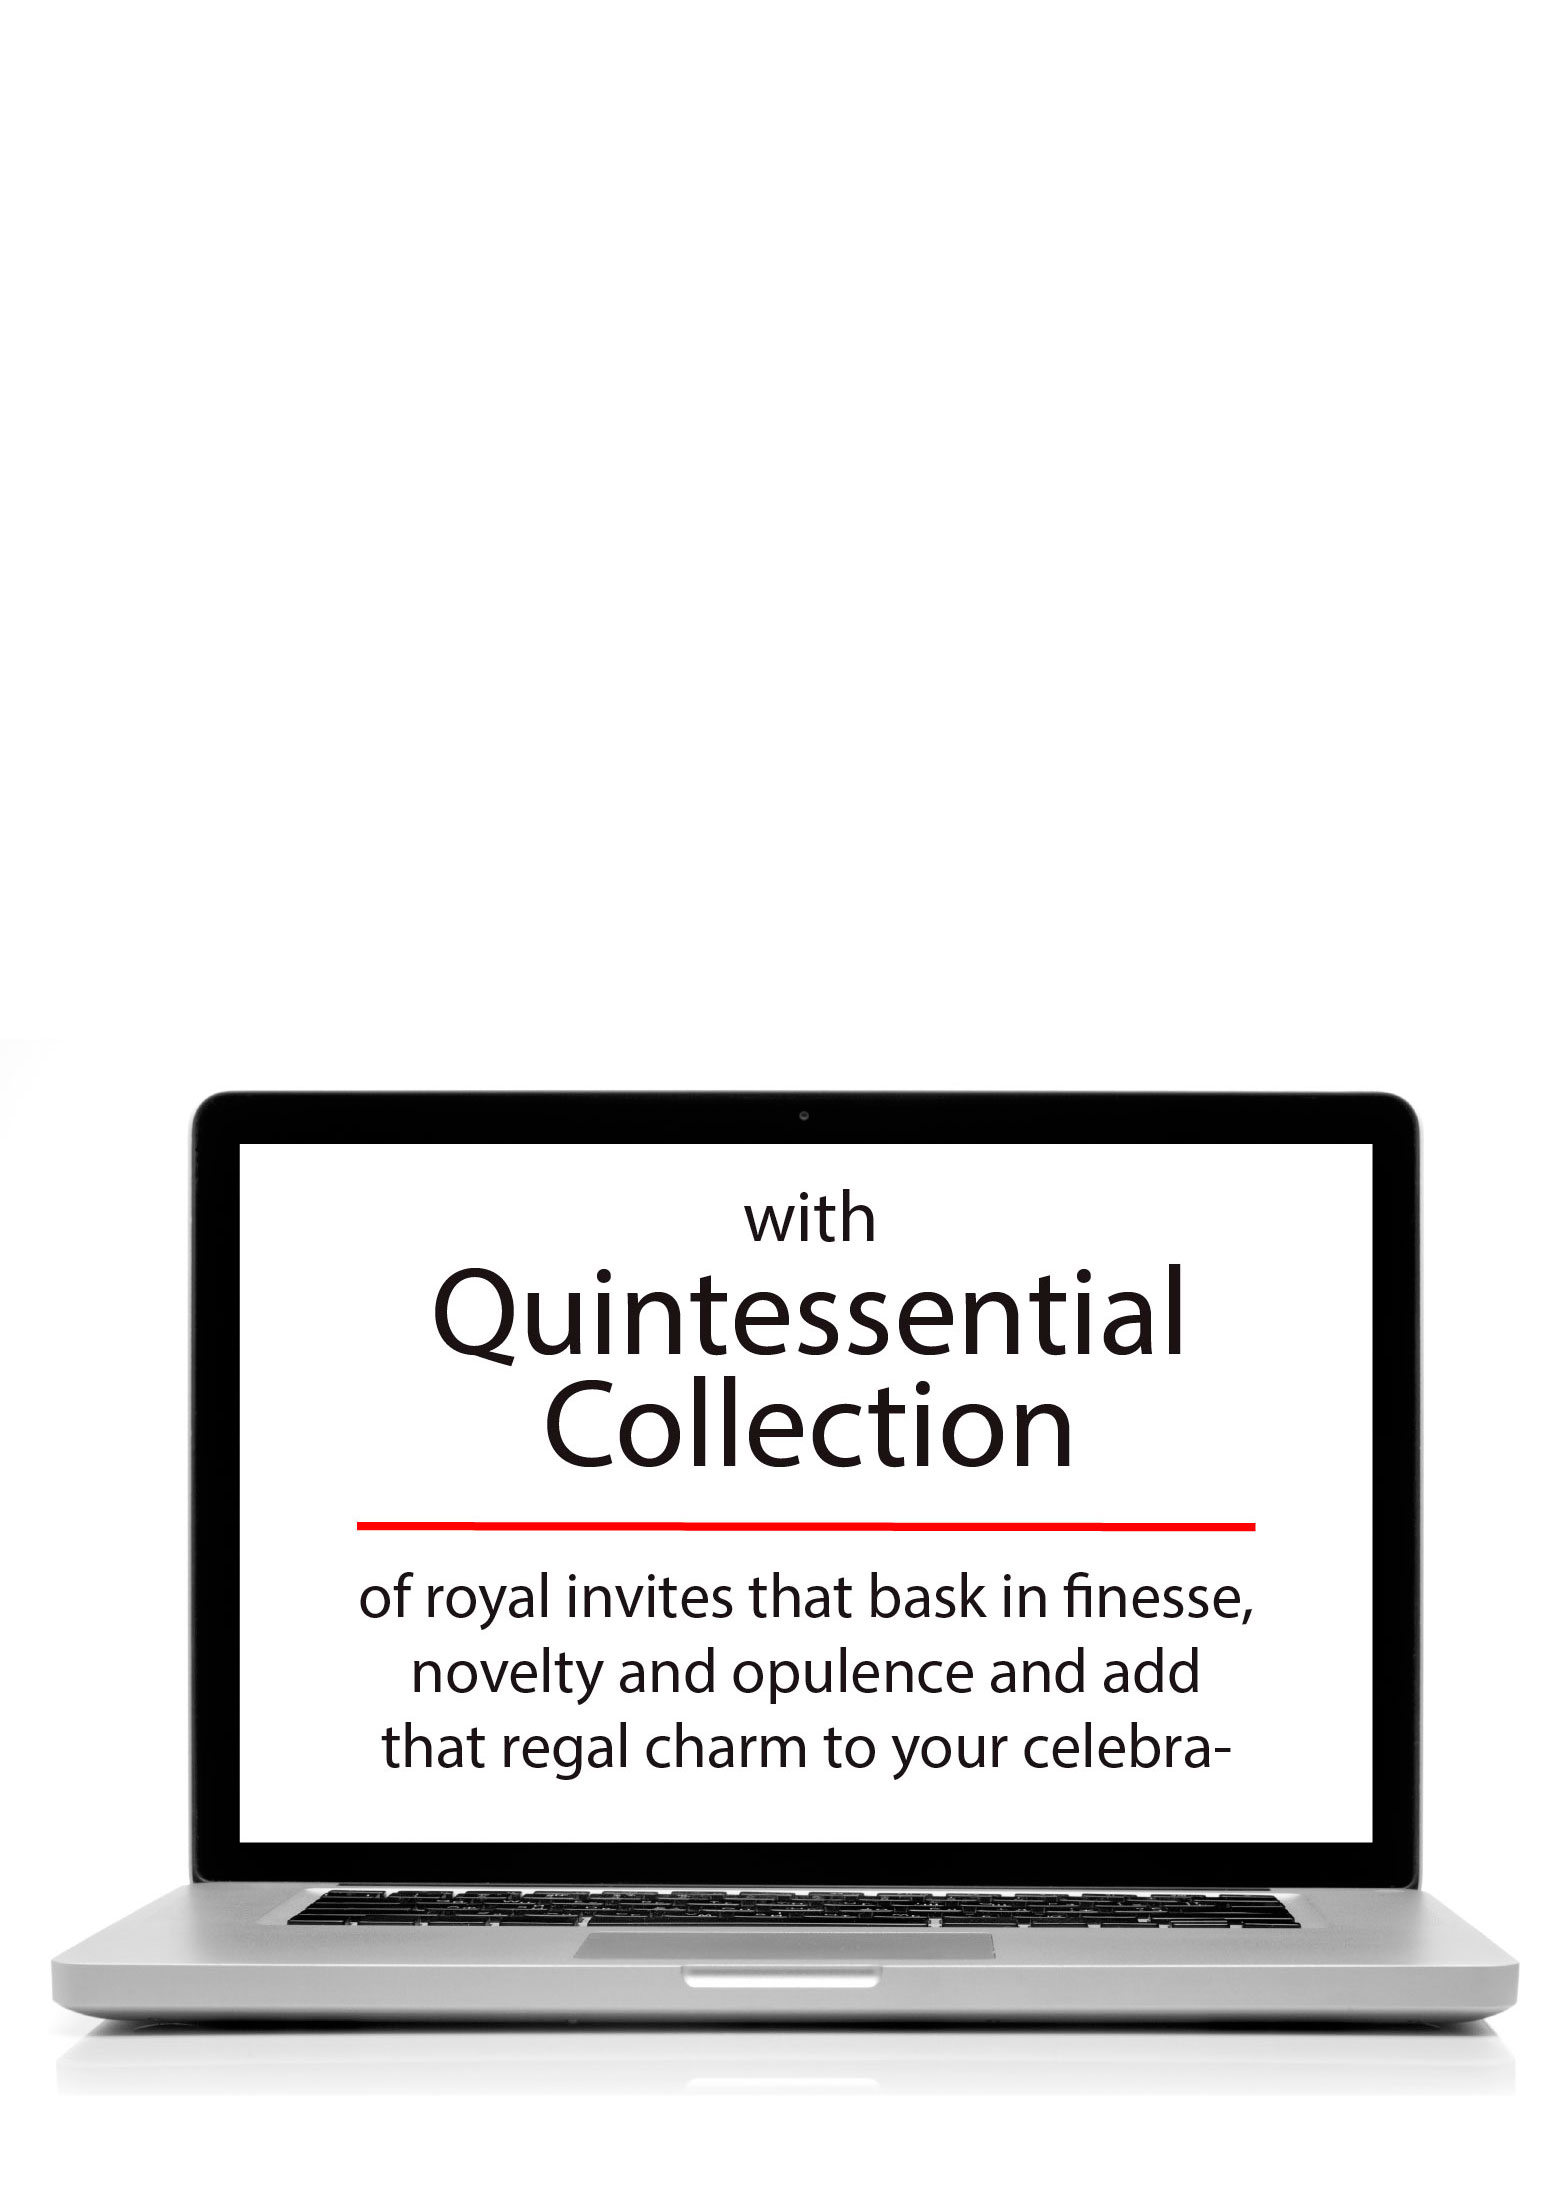 with
Quintessential
Collection
of royal invites that bask in finesse,
novelty and opulence and add
that regal charm to your celebra-